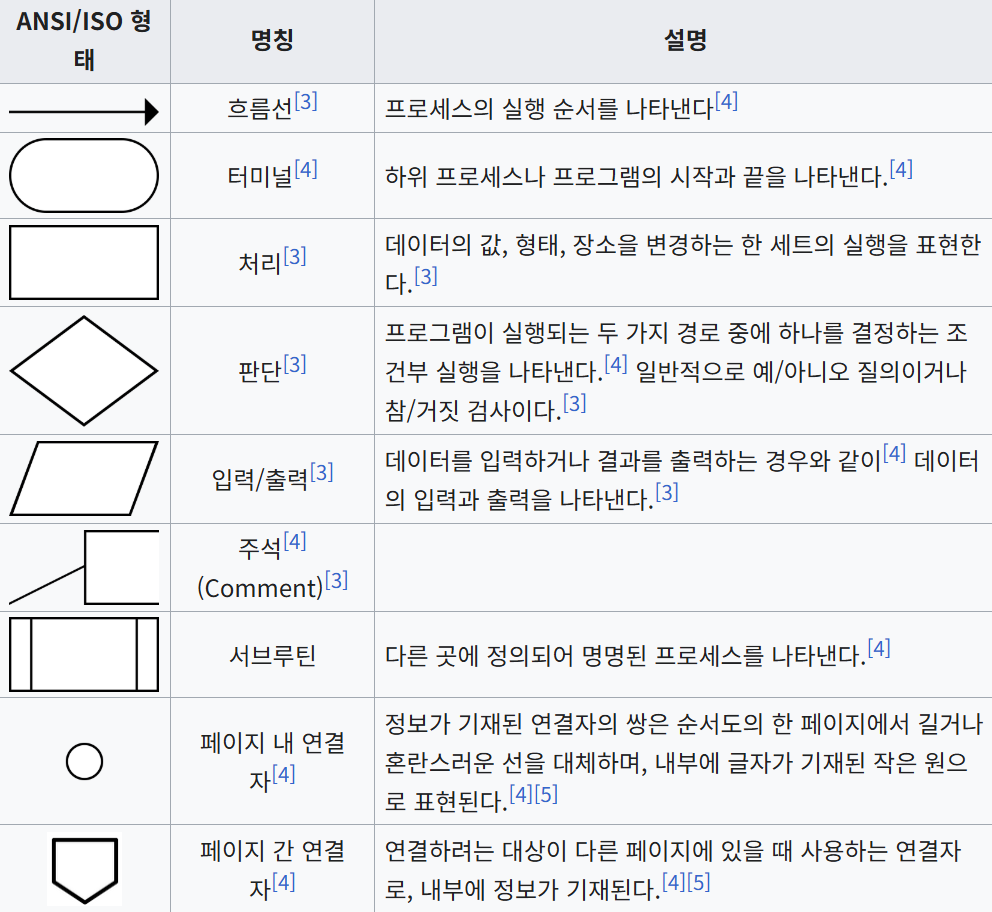 ANSI/ISO 형
태
명칭
설명
흐름선[3]
프로세스의 실행 순서를 나타낸다[4]
터미널[4]
하위 프로세스나 프로그램의 시작과 끝을 나타낸다.[4]
처리[3]
데이터의 값, 형태, 장소을 변경하는 한 세트의 실행을 표현한
다.[3]
판단[3]
프로그램이 실행되는 두 가지 경로 중에 하나를 결정하는 조
건부 실행을 나타낸다.[4] 일반적으로 예/아니오 질의이거나
참/거짓 검사이다.[3]
입력/출력[3]
데이터를 입력하거나 결과를 출력하는 경우와 같이[4] 데이터
의 입력과 출력을 나타낸다.[3]
주석[4]
(Comment)[3]
서브루틴
다른 곳에 정의되어 명명된 프로세스를 나타낸다.[4]
페이지 내 연결
자[4]
정보가 기재된 연결자의 쌍은 순서도의 한 페이지에서 길거나
혼란스러운 선을 대체하며, 내부에 글자가 기재된 작은 원으
로 표현된다.[4][5]
페이지 간 연결
자[4]
연결하려는 대상이 다른 페이지에 있을 때 사용하는 연결자
로, 내부에 정보가 기재된다.[4][5]